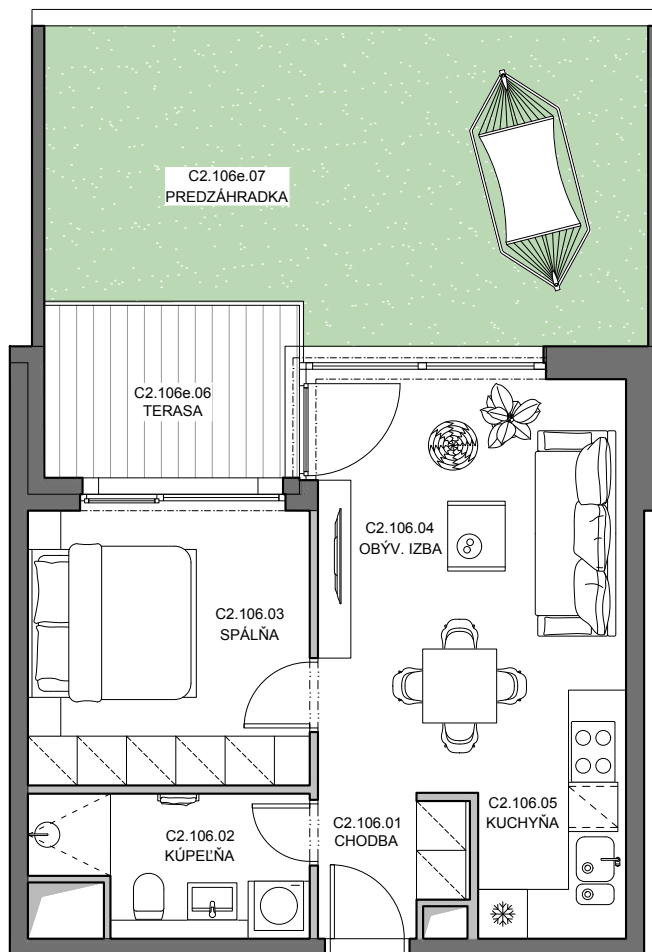 C2.106e.07
PREDZÁHRADKA
C2.106e.06
TERASA
C2.106.04
OBÝV. IZBA
C2.106.03
SPÁLŇA
C2.106.01
CHODBA
C2.106.05
KUCHYŇA
C2.106.02
KÚPEĽŇA